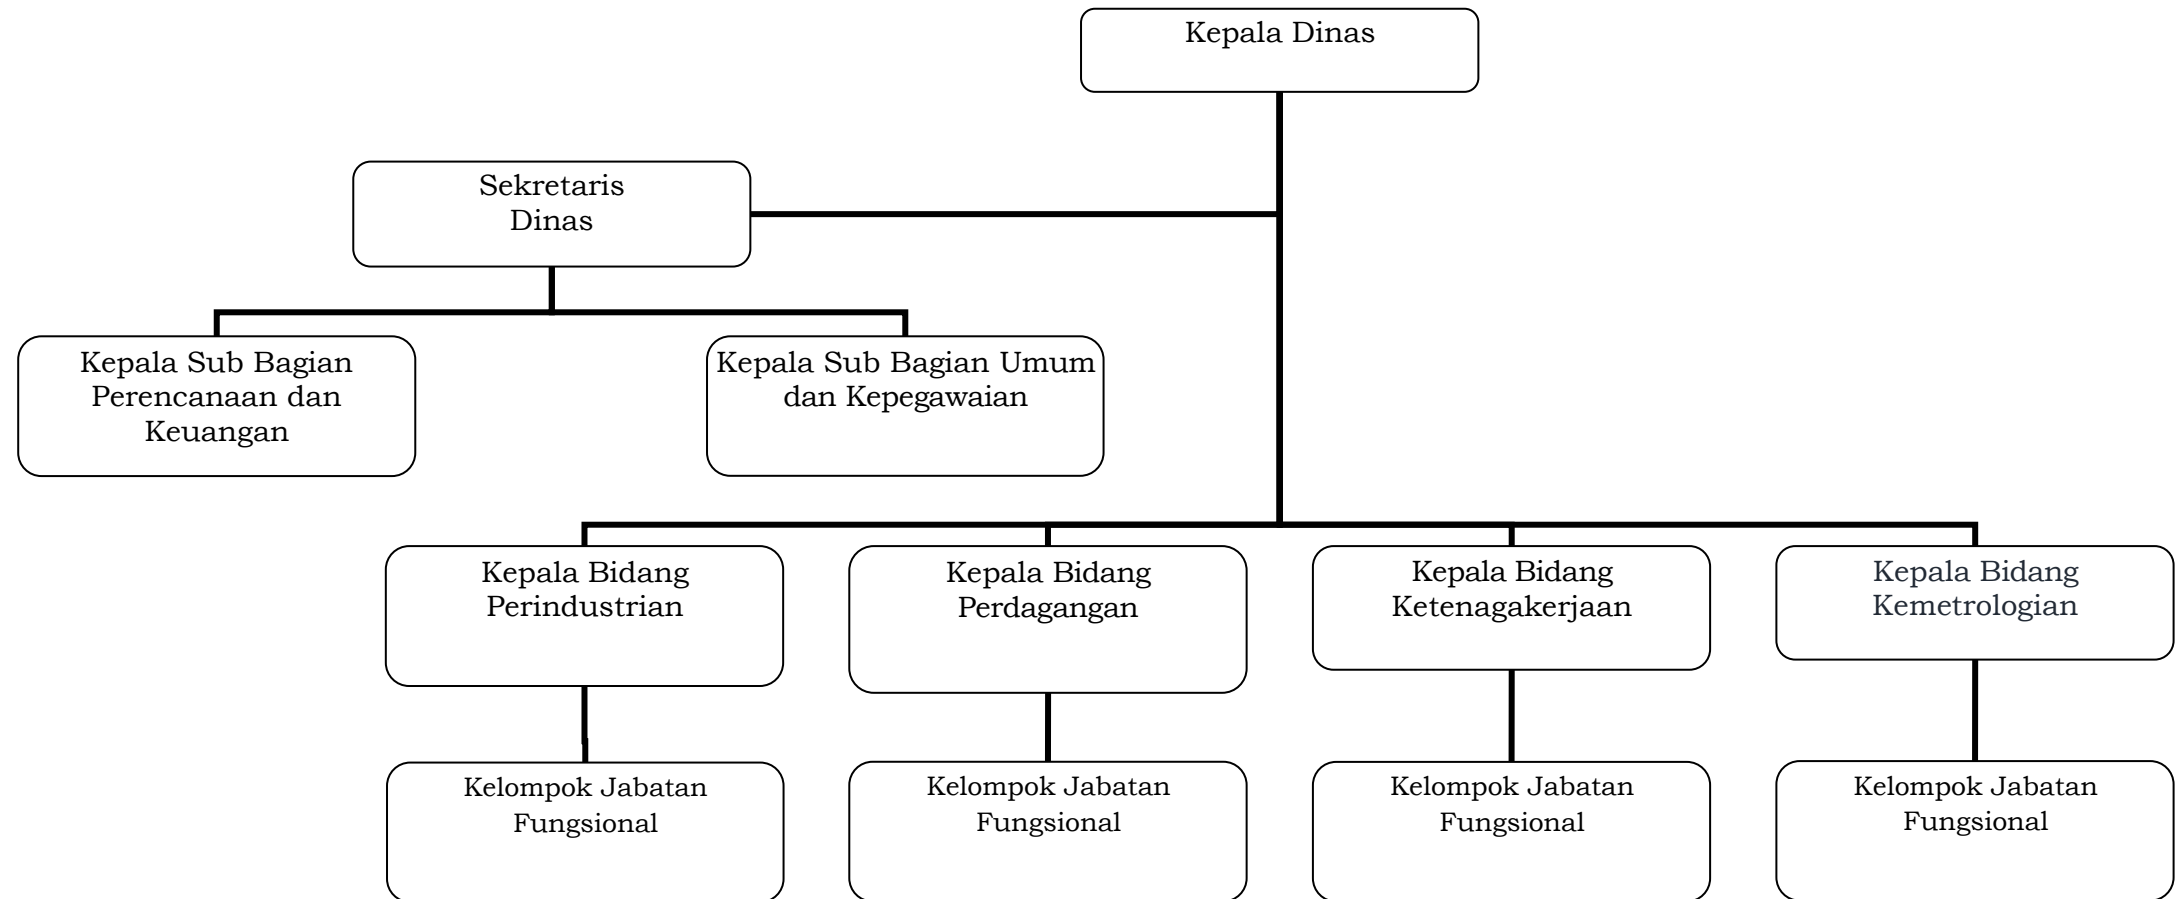 Kepala Dinas
Sekretaris
Dinas
Kepala Sub Bagian
Perencanaan dan
Keuangan
Kepala Sub Bagian Umum
dan Kepegawaian
Kepala Bidang
Perindustrian
Kepala Bidang
Perdagangan
Kepala Bidang
Ketenagakerjaan
Kepala Bidang
Kemetrologian
Kelompok Jabatan
Fungsional
Kelompok Jabatan
Fungsional
Kelompok Jabatan
Fungsional
Kelompok Jabatan
Fungsional